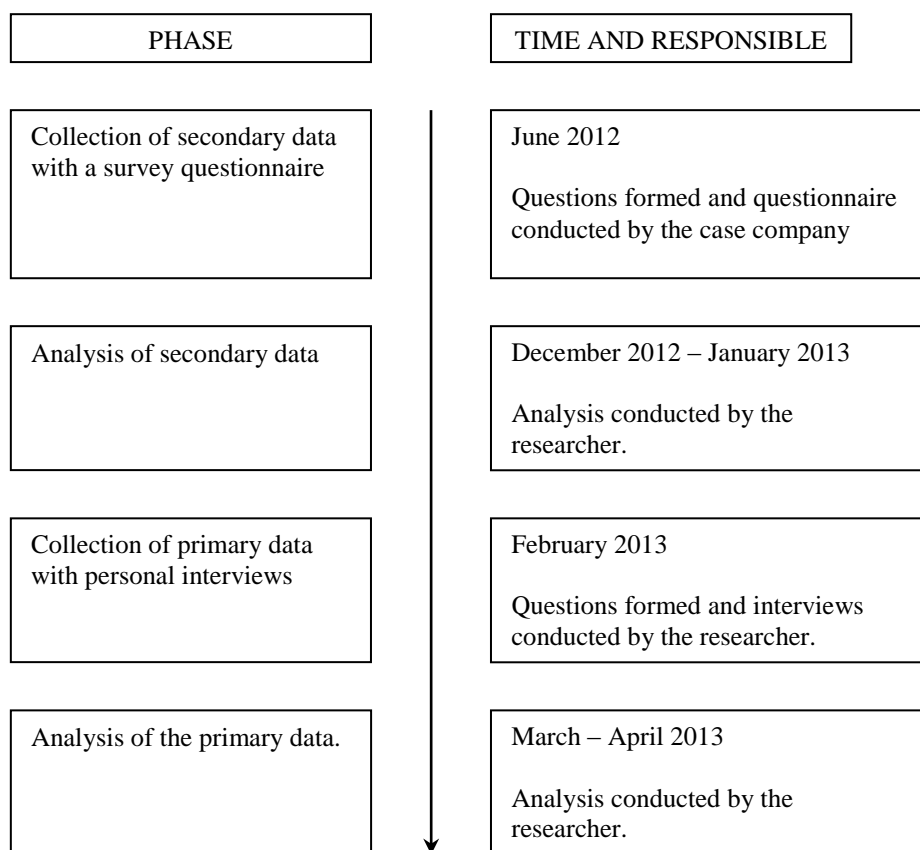 PHASE
TIME AND RESPONSIBLE
Collection of secondary data
with a survey questionnaire
June 2012
Questions formed and questionnaire
conducted by the case company
Analysis of secondary data
December 2012 – January 2013
Analysis conducted by the
researcher.
Collection of primary data
with personal interviews
February 2013
Questions formed and interviews
conducted by the researcher.
Analysis of the primary data.
March – April 2013
Analysis conducted by the
researcher.